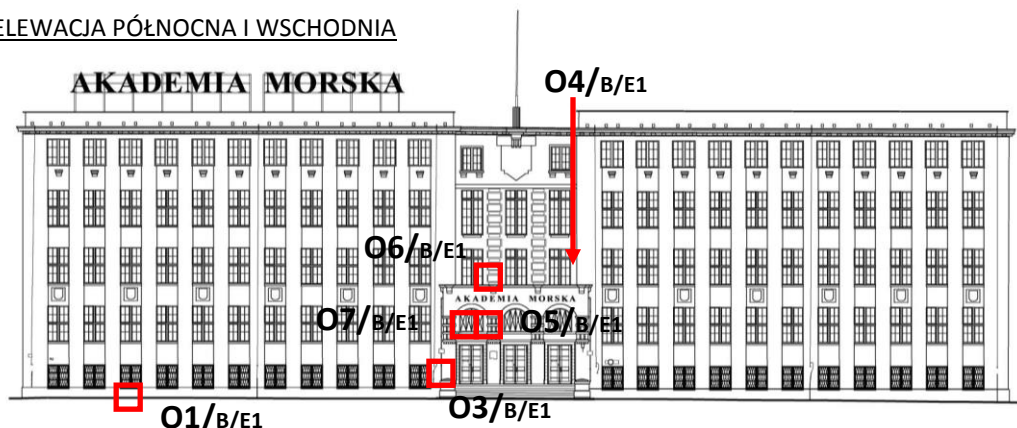 ELEWACJA PÓŁNOCNA I WSCHODNIA
AKADEMIA MORSKA
O4/B/E1
O6/B/E1
AKADEMIA MORSKA
O7/B/E1
O5/B/E1
O3/B/E1
O1/B/E1